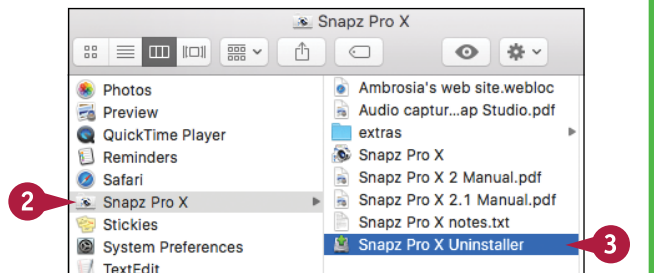 Snapz Pro X
Photos
Preview
QuickTime Player
Reminders
Safari
Snapz Pro X
Stickies
System Preferences
TextEdit
Ambrosia's web site.webloc
Audio captur...ap Studio.pdf
extras
Snapz Pro X
Snapz Pro X 2 Manual.pdf
Snapz Pro X 2.1 Manual.pdf
Snapz Pro X notes.txt
Snapz Pro X Uninstaller
2
3